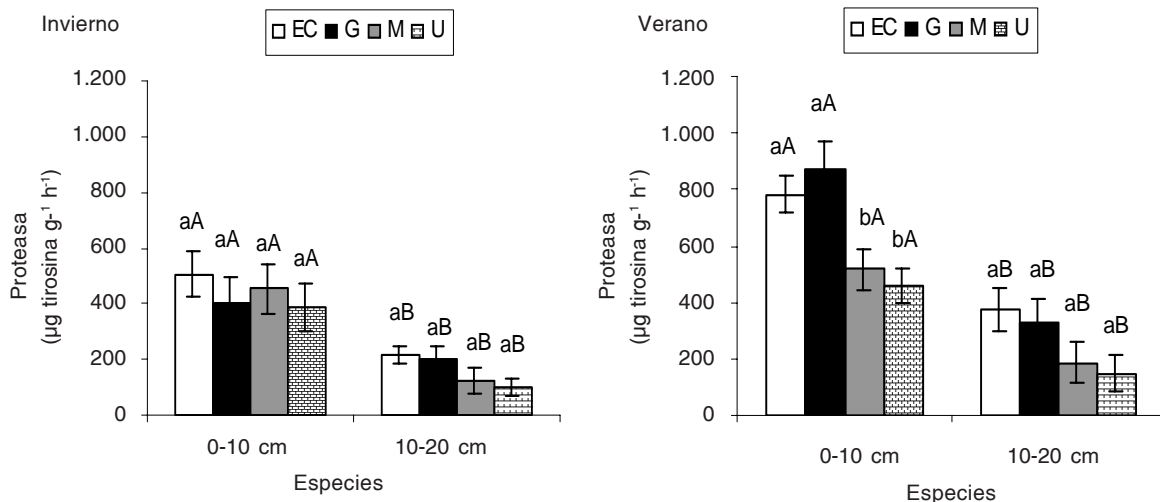 Invierno
EC G M U
Proteasa
(µg tirosina g-¹ h-¹)
1.200
1.000
800
600
400
200
0
aA
aA
aA
aA
aB
aB
aB
aB
0-10 cm
10-20 cm
Especies
Verano
EC G M U
Proteasa
(µg tirosina g-¹ h-¹)
1.200
1.000
800
600
400
200
0
aA
aA
bA
bA
aB
aB
aB
aB
0-10 cm
10-20 cm
Especies